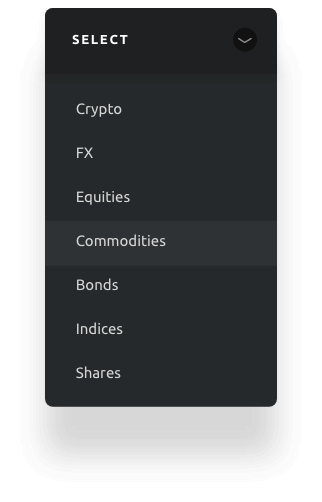 SELECT
Crypto
FX
Equities
Commodities
Bonds
Indices
Shares